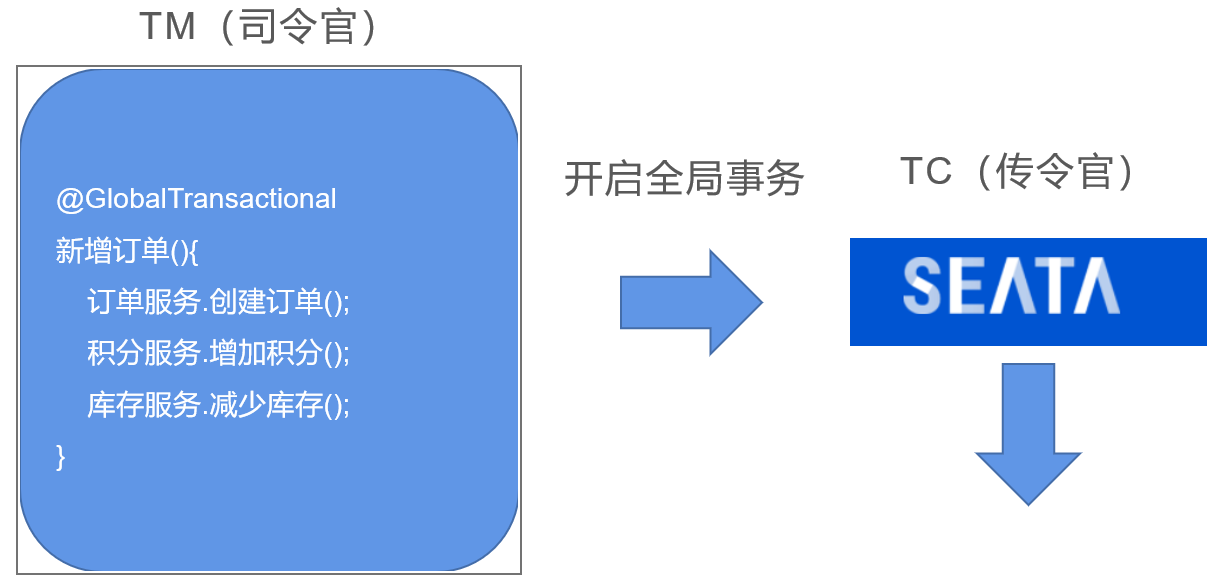 TM（司令官）
@GlobalTransactional
新增订单(){
订单服务.创建订单();
积分服务.增加积分();
库存服务.减少库存();
}
开启全局事务
TC（传令官）
SEATA